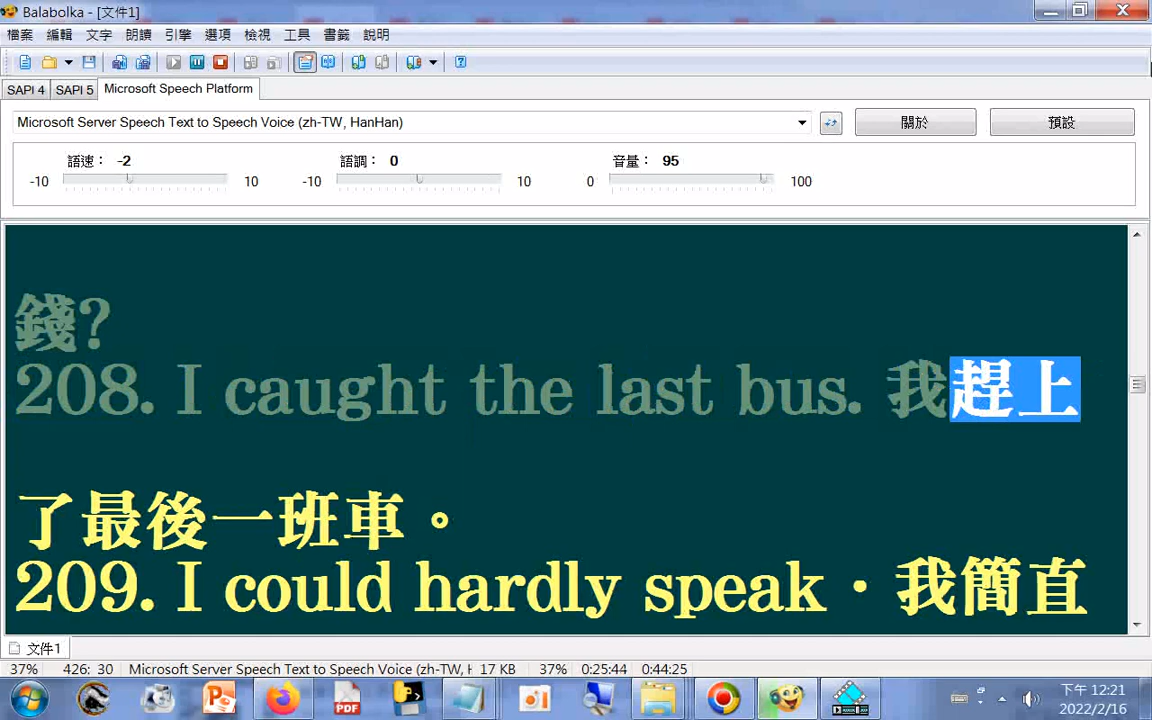 Balabolka - [文件1]
檔案 編輯 文字 朗讀 引擎 選項 檢視 工具 書籤 說明
SAPI 4 SAPI 5 Microsoft Speech Platform
Microsoft Server Speech Text to Speech Voice (zh-TW, HanHan) 關於 預設
語速： -2 語調： 0 音量： 95
-10 10 -10 10 0 100
錢?
208. I caught the last bus. 我趕上
了最後一班車。
209. I could hardly speak‧我簡直
文件1
37% 426: 30 Microsoft Server Speech Text to Speech Voice (zh-TW, H 17 KB 37% 0:25:44 0:44:25
下午 12:21
2022/2/16